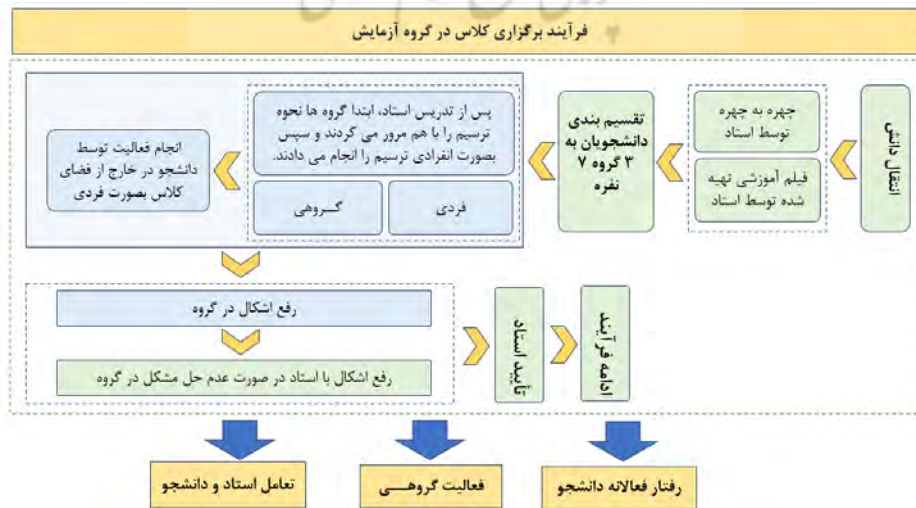 فرآیند برگزاری کلاس در گروه آزمایش
انتقال دانش
چهره به چهره
توسط استاد
فیلم آموزشی تهیه
شده توسط استاد
تقسیم بندی
دانشجویان به
۳ گروه ۷
نفره
پس از تدریس استاد، ابتدا گروه ها نحوه
ترسیم را با هم مرور می کردند و سپس
بصورت انفرادی ترسیم را انجام می دادند.
فردی
گـــروهی
انجام فعالیت توسط
دانشجو در خارج از فضای
کلاس بصورت فردی
رفع اشکال در گروه
رفع اشکال با استاد در صورت عدم حل مشکل در گروه
تأیید استاد
ادامه فرآیند
رفتار فعالانه دانشجو
فعالیت گروهـــی
تعامل استاد و دانشجو